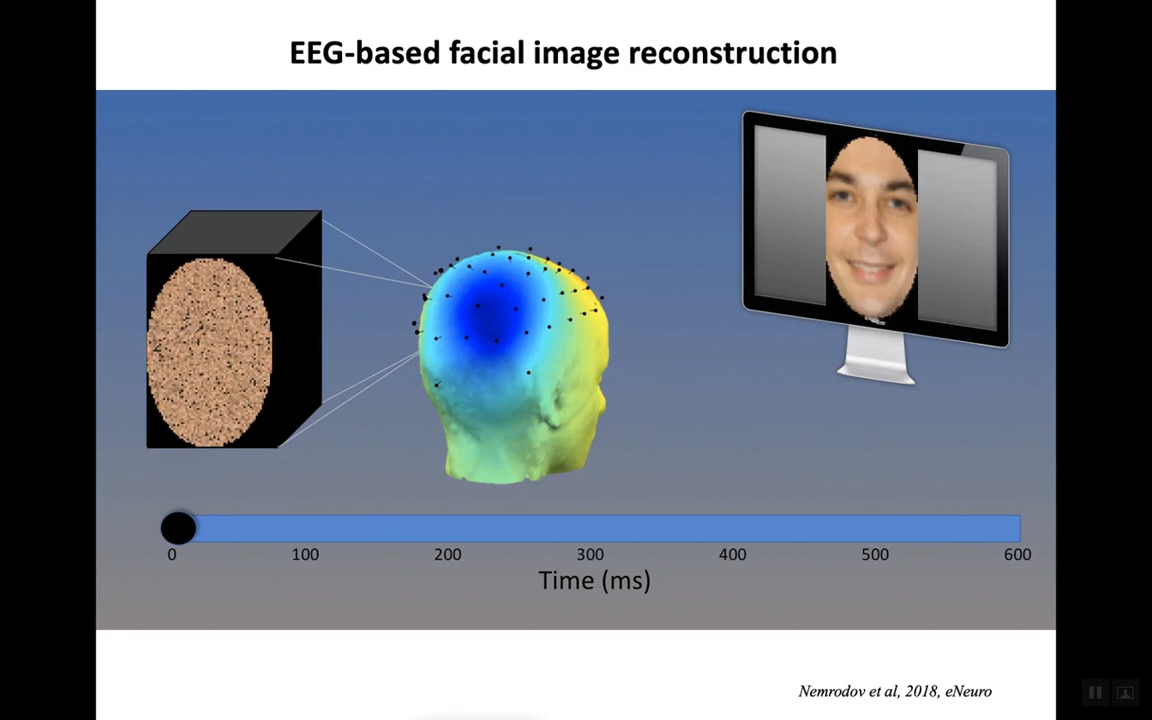 EEG-based facial image reconstruction
0 100 200 300 400 500 600
Time (ms)
Nemrodov et al, 2018, eNeuro